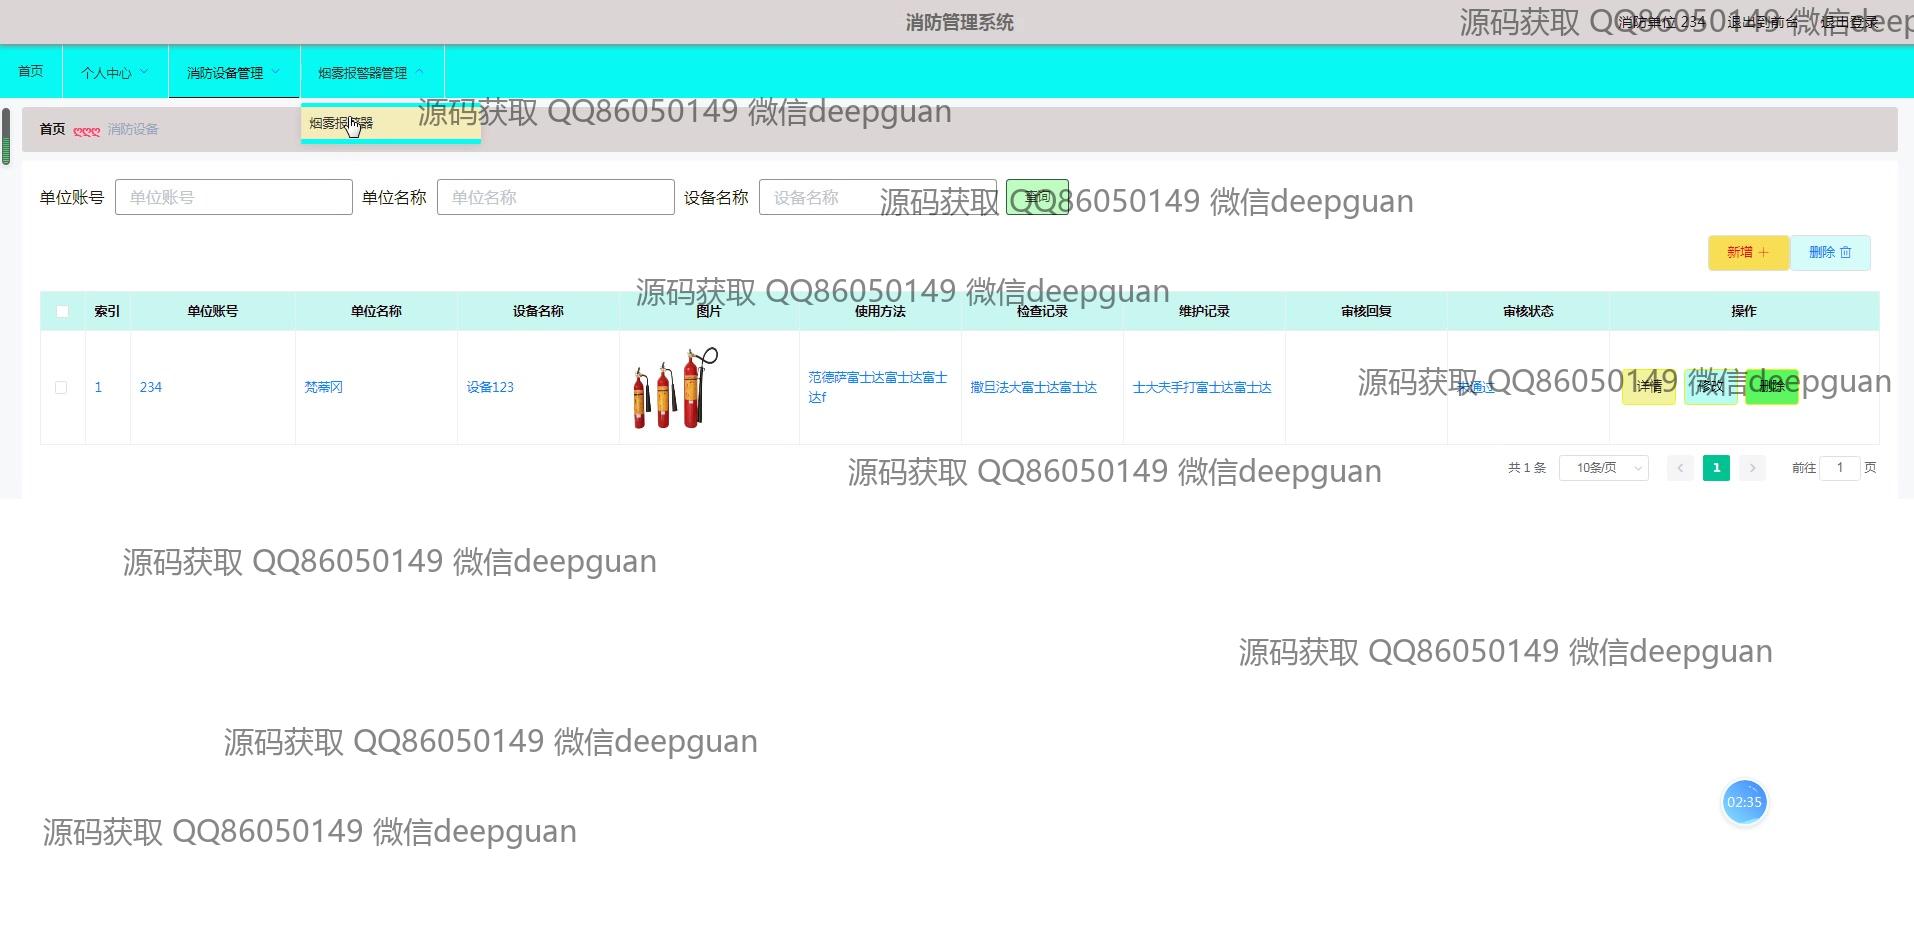 消防管理系统
消防单位 234 退出到前台 退出登录
源码获取 QQ86050149 微信deepg
首页 个人中心 消防设备管理 烟雾报警器管理
源码获取 QQ86050149 微信deepguan
烟雾报警器
首页 ღღღ 消防设备
单位账号 单位账号 单位名称 单位名称 设备名称 设备名称 查询
源码获取 QQ86050149 微信deepguan
新增 删除
源码获取 QQ86050149 微信deepguan
索引 单位账号 单位名称 设备名称 图片 使用方法 检查记录 维护记录 审核回复 审核状态 操作
1 234 梵蒂冈 设备123 范德萨富士达富士达富士 撒旦法大富士达富士达 士大夫手打富士达富士达 未通过 详情 修改 删除
达f
源码获取 QQ86050149 微信deepguan
共 1 条 10条/页 1 前往 1 页
源码获取 QQ86050149 微信deepguan
源码获取 QQ86050149 微信deepguan
源码获取 QQ86050149 微信deepguan
源码获取 QQ86050149 微信deepguan
02:35
源码获取 QQ86050149 微信deepguan